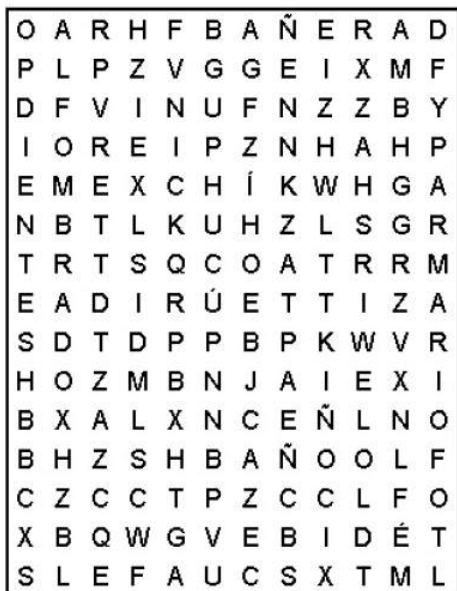 O A R H F B A Ñ E R A D
P L P Z V G G E I X M F
D F V I N U F N Z Z B Y
I O R E I P Z N H A H P
E M E X C H Í K W H G A
N B T L K U H Z L S G R
T R T S Q C O A T R R M
E A D I R Ú E T T I Z A
S D T D P P B P K W V R
H O Z M B N J A I E X I
B X A L X N C E Ñ L N O
B H Z S H B A Ñ O O L F
C Z C C T P Z C C L F O
X B Q W G V E B I D É T
S L E F A U C S X T M L